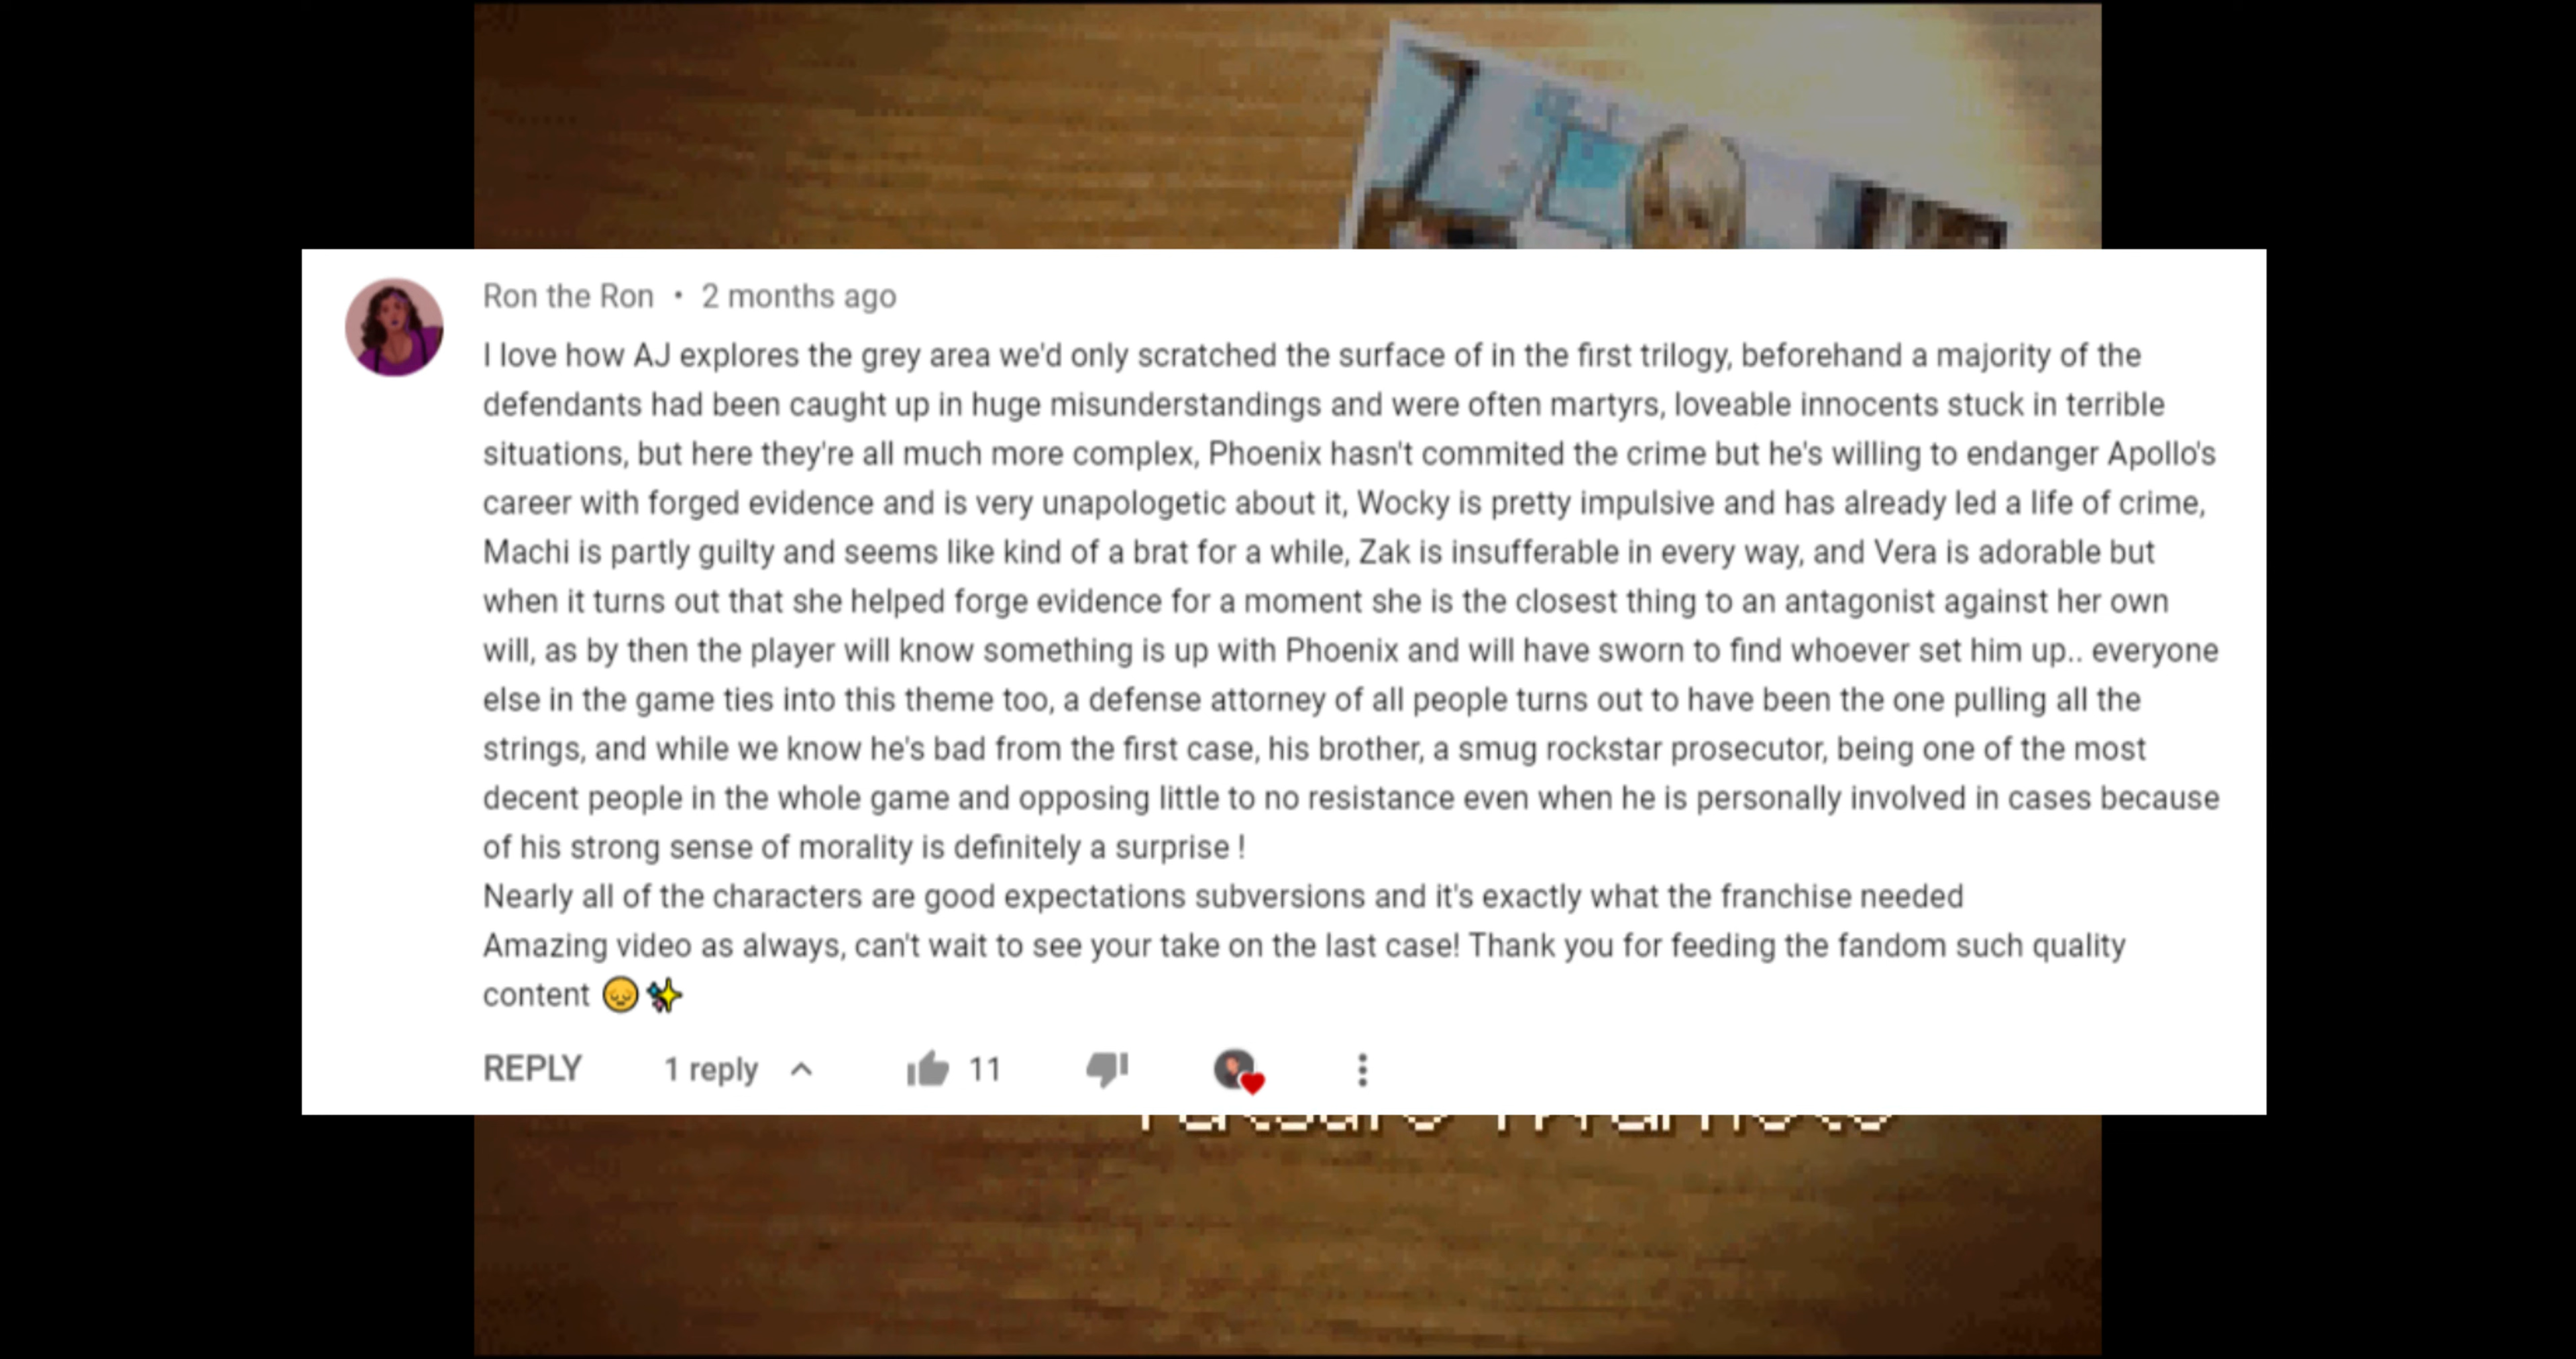 Ron the Ron • 2 months ago
I love how AJ explores the grey area we'd only scratched the surface of in the first trilogy, beforehand a majority of the
defendants had been caught up in huge misunderstandings and were often martyrs, loveable innocents stuck in terrible
situations, but here they're all much more complex, Phoenix hasn't commited the crime but he's willing to endanger Apollo's
career with forged evidence and is very unapologetic about it, Wocky is pretty impulsive and has already led a life of crime,
Machi is partly guilty and seems like kind of a brat for a while, Zak is insufferable in every way, and Vera is adorable but
when it turns out that she helped forge evidence for a moment she is the closest thing to an antagonist against her own
will, as by then the player will know something is up with Phoenix and will have sworn to find whoever set him up.. everyone
else in the game ties into this theme too, a defense attorney of all people turns out to have been the one pulling all the
strings, and while we know he's bad from the first case, his brother, a smug rockstar prosecutor, being one of the most
decent people in the whole game and opposing little to no resistance even when he is personally involved in cases because
of his strong sense of morality is definitely a surprise !
Nearly all of the characters are good expectations subversions and it's exactly what the franchise needed
Amazing video as always, can't wait to see your take on the last case! Thank you for feeding the fandom such quality
content 😔✨
REPLY 1 reply 11